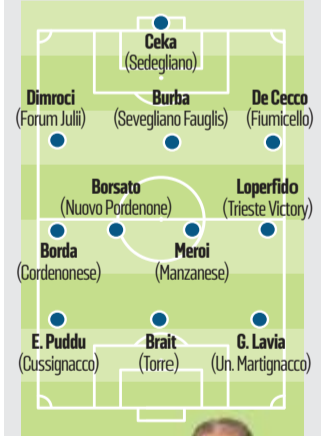 Ceka
(Sedegliano)
Dimroci
(Forum Julii)
Burba
(Sevegliano Fauglis)
De Cecco
(Fiumicello)
Borsato
(Nuovo Pordenone)
Loperfido
(Trieste Victory)
Borda
(Cordenonese)
Meroi
(Manzanese)
E. Puddu
(Cussignacco)
Brait
(Torre)
G. Lavia
(Un. Martignacco)